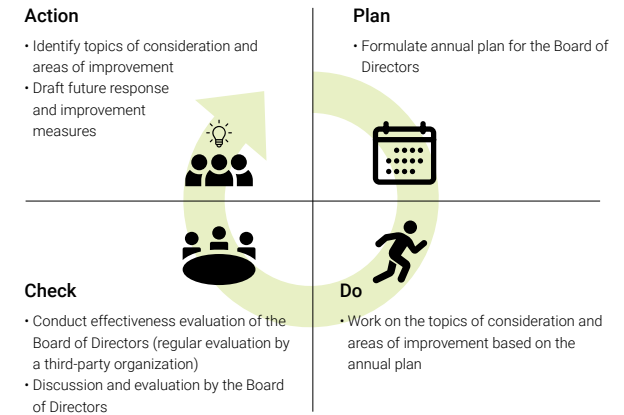 Action
• Identify topics of consideration and
areas of improvement
• Draft future response
and improvement
measures
Plan
• Formulate annual plan for the Board of
Directors
Check
• Conduct effectiveness evaluation of the
Board of Directors (regular evaluation by
a third-party organization)
• Discussion and evaluation by the Board
of Directors
Do
• Work on the topics of consideration and
areas of improvement based on the
annual plan